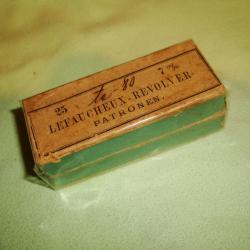 25 7 m/m
LEFAUCHEUX-REVOLVER-
PATRONEN.